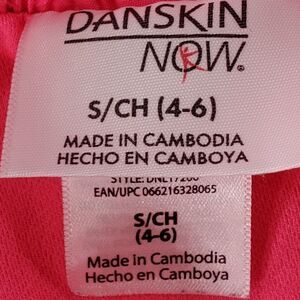 DANSKIN
NOW.
S/CH (4-6)
MADE IN CAMBODIA
HECHO EN CAMBOYA
EAN/UPC 066216328065
S/CH
(4-6)
Made in Cambodia
Hecho en Camboya